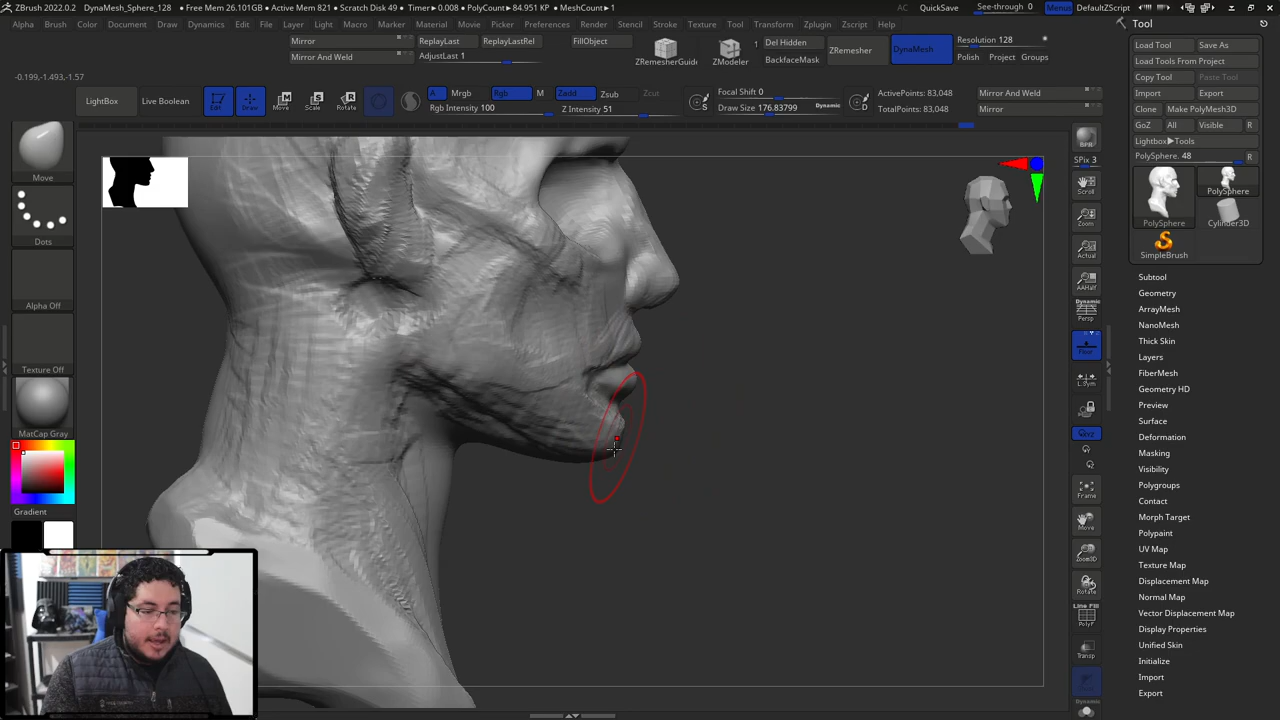 ZBrush 2022.0.2 DynaMesh_Sphere_128 • Free Mem 26.101GB • Active Mem 821 • Scratch Disk 49 • Timer▶0.008 • PolyCount▶84.951 KP • MeshCount▶1 AC QuickSave See-through 0 Menus DefaultZScript
Alpha Brush Color Document Draw Dynamics Edit File Layer Light Macro Marker Material Movie Picker Preferences Render Stencil Stroke Texture Tool Transform Zplugin Zscript Help
Mirror ReplayLast ReplayLastRel FillObject
Mirror And Weld AdjustLast 1
ZRemesherGuide ZModeler 1
Del Hidden
BackfaceMask
ZRemesher DynaMesh
Resolution 128
Polish Project Groups
-0.199,-1.493,-1.57
LightBox Live Boolean Edit Draw Move Scale Rotate
A Mrgb Rgb M Zadd Zsub Zcut
Rgb Intensity 100 Z Intensity 51
S Focal Shift 0
Draw Size 176.83799 Dynamic
D
ActivePoints: 83,048
TotalPoints: 83,048
Mirror And Weld
Mirror
Move
Dots
Alpha Off
Texture Off
MatCap Gray
Gradient
BPR
SPix 3
Scroll
Zoom
Actual
AAHalf
Dynamic
Persp
Floor
L.Sym
XYZ
Frame
Move
Zoom3D
Rotate
Line Fill
PolyF
Transp
Dynamic
Tool
Load Tool Save As
Load Tools From Project
Copy Tool Paste Tool
Import Export
Clone Make PolyMesh3D
GoZ All Visible R
Lightbox▶Tools
PolySphere. 48 R
PolySphere
PolySphere Cylinder3D
SimpleBrush
Subtool
Geometry
ArrayMesh
NanoMesh
Thick Skin
Layers
FiberMesh
Geometry HD
Preview
Surface
Deformation
Masking
Visibility
Polygroups
Contact
Morph Target
Polypaint
UV Map
Texture Map
Displacement Map
Normal Map
Vector Displacement Map
Display Properties
Unified Skin
Initialize
Import
Export